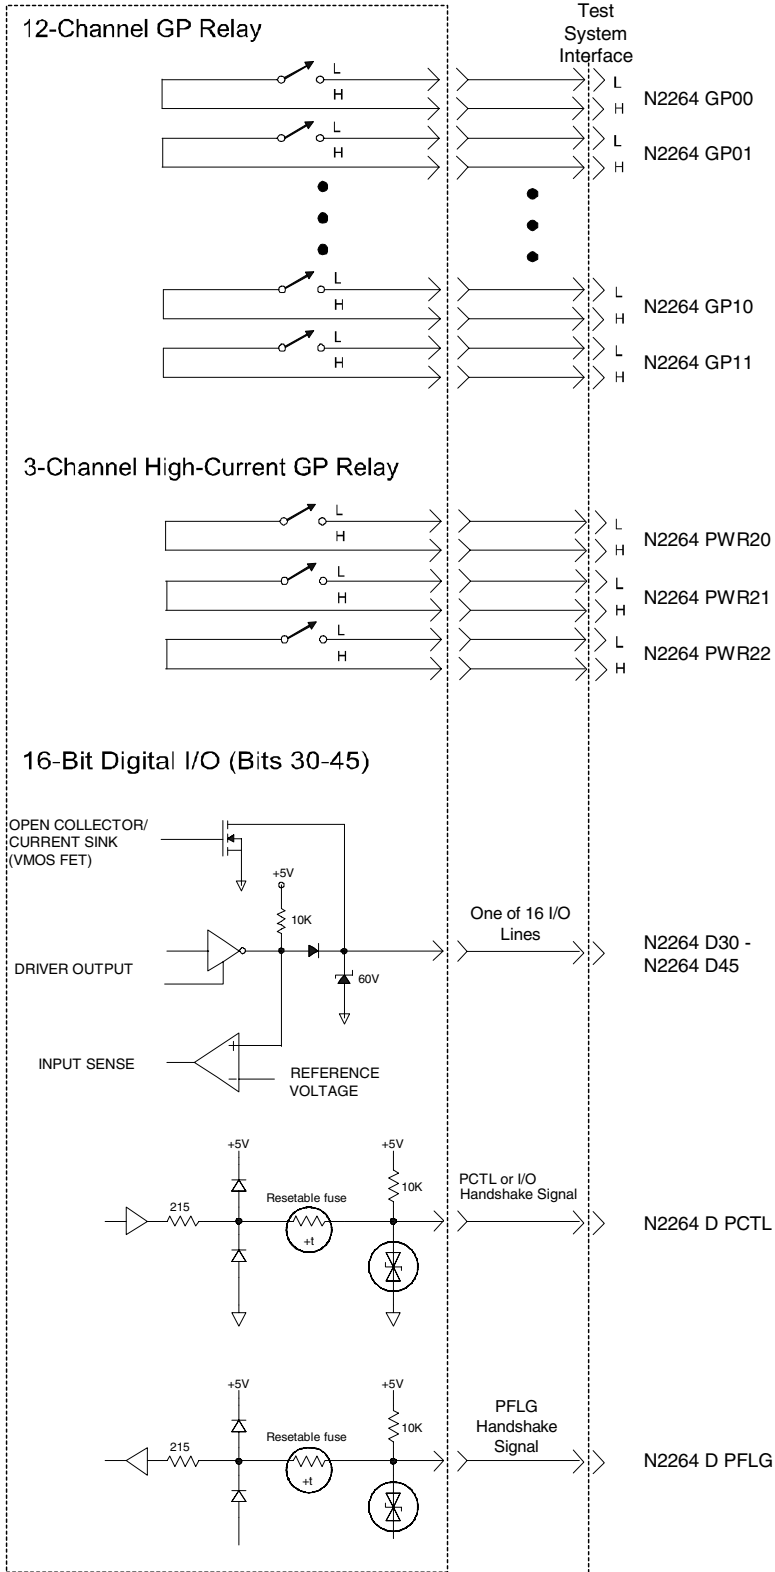 12-Channel GP Relay
Test
System
Interface
L
H
L
H
N2264 GP00
L
H
L
H
N2264 GP01
L
H
L
H
N2264 GP10
L
H
L
H
N2264 GP11
3-Channel High-Current GP Relay
L
H
L
H
N2264 PWR20
L
H
L
H
N2264 PWR21
L
H
L
H
N2264 PWR22
16-Bit Digital I/O (Bits 30-45)
OPEN COLLECTOR/
CURRENT SINK
(VMOS FET)
+5V
10K
DRIVER OUTPUT
60V
One of 16 I/O
Lines
N2264 D30 -
N2264 D45
INPUT SENSE
+
-
REFERENCE
VOLTAGE
+5V
+5V
215
Resetable fuse
+t
10K
PCTL or I/O
Handshake Signal
N2264 D PCTL
+5V
+5V
215
Resetable fuse
+t
10K
PFLG
Handshake
Signal
N2264 D PFLG